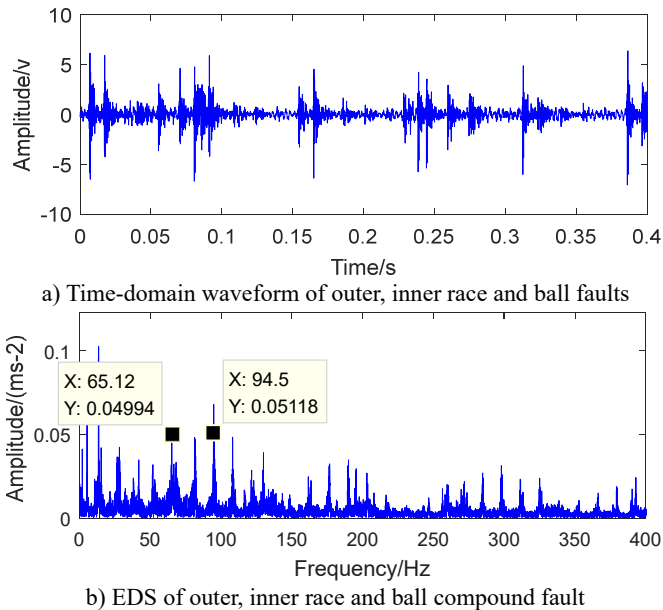 10
5
0
-5
-10
Amplitude/v
0 0.05 0.1 0.15 0.2 0.25 0.3 0.35 0.4
Time/s
a) Time-domain waveform of outer, inner race and ball faults
0.1
0.05
0
Amplitude/(ms-2)
X: 65.12
Y: 0.04994
X: 94.5
Y: 0.05118
0 50 100 150 200 250 300 350 400
Frequency/Hz
b) EDS of outer, inner race and ball compound fault